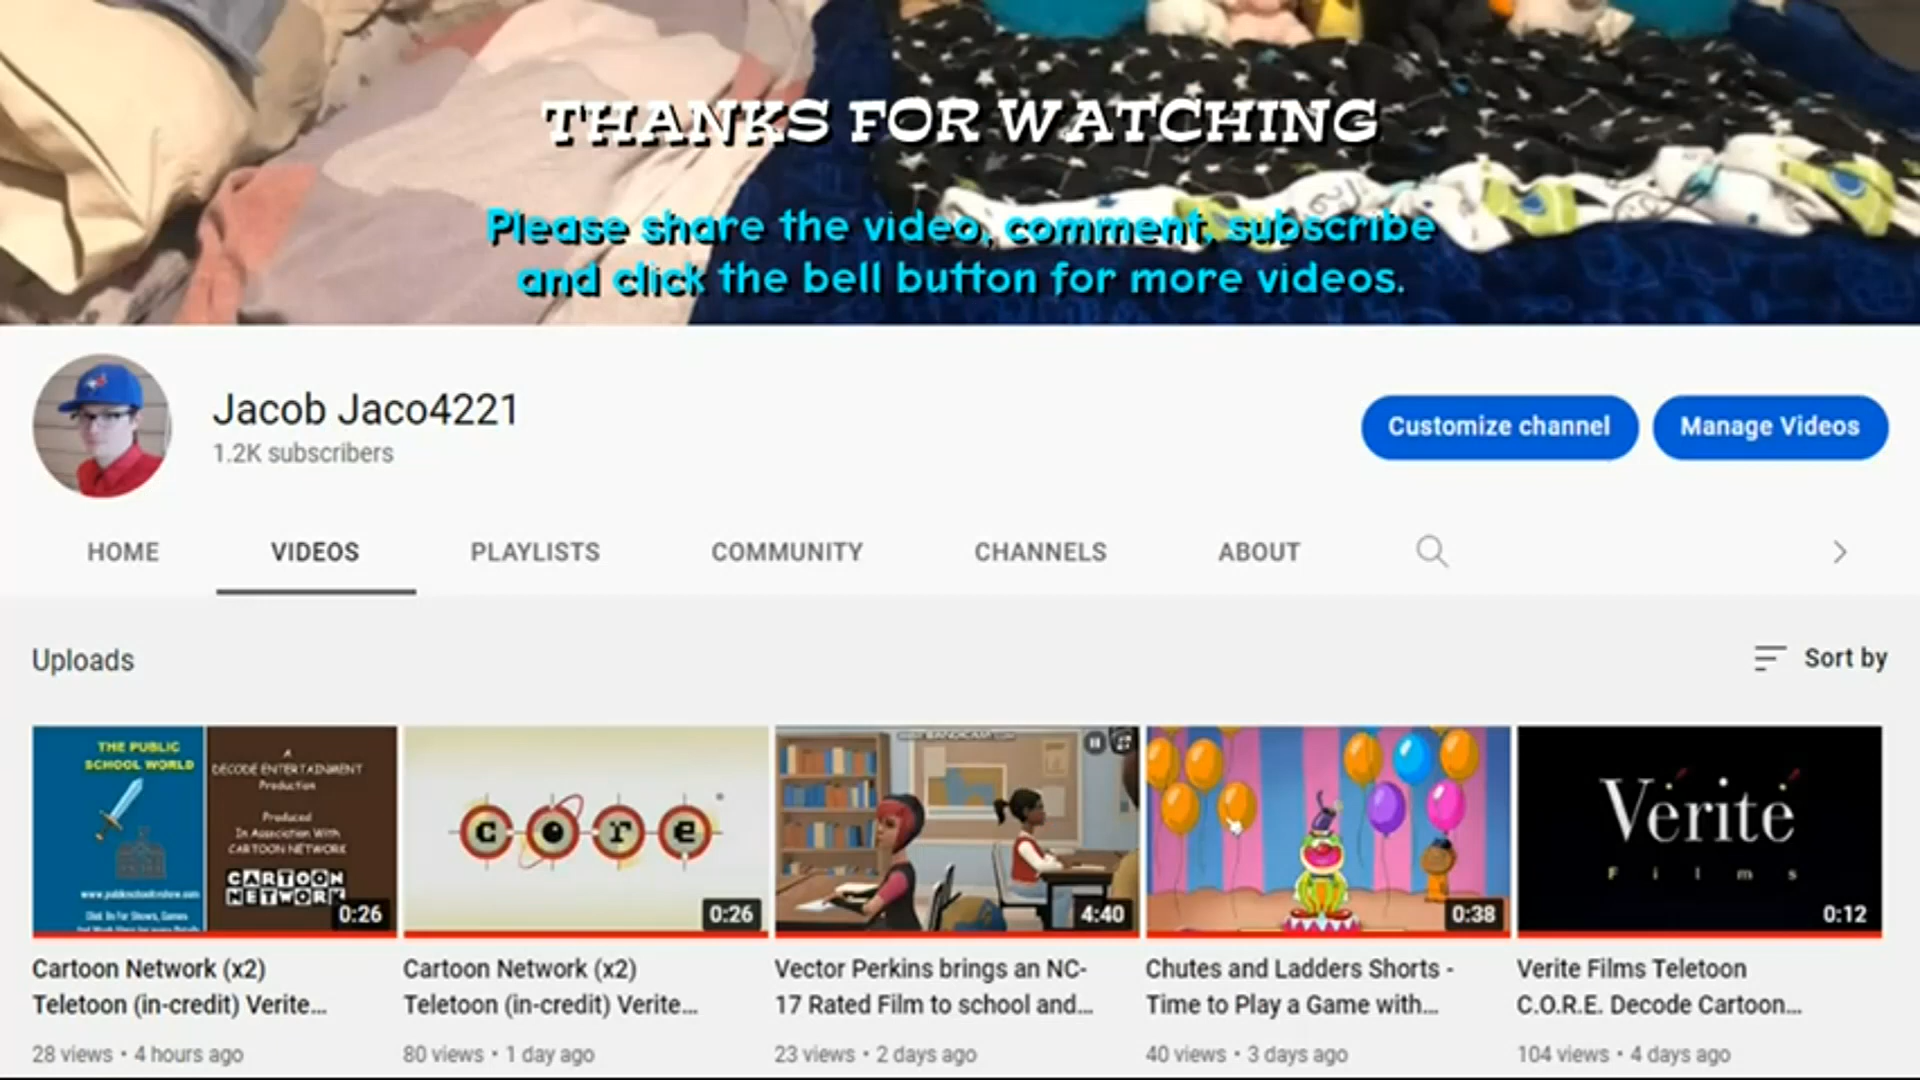 THANKS FOR WATCHING
Please share the video, comment, subscribe
and click the bell button for more videos.
Jacob Jaco4221
1.2K subscribers
Customize channel
Manage Videos
HOME
VIDEOS
PLAYLISTS
COMMUNITY
CHANNELS
ABOUT
Uploads
Sort by
THE PUBLIC
SCHOOL WORLD
A
DECODE ENTERTAINMENT
Production
Produced
In Association With
CARTOON NETWORK
CARTOON
NETWORK
0:26
core
0:26
4:40
0:38
Vérité
Films
0:12
Cartoon Network (x2)
Teletoon (in-credit) Verite...
28 views • 4 hours ago
Cartoon Network (x2)
Teletoon (in-credit) Verite...
80 views • 1 day ago
Vector Perkins brings an NC-
17 Rated Film to school and...
23 views • 2 days ago
Chutes and Ladders Shorts -
Time to Play a Game with...
40 views • 3 days ago
Verite Films Teletoon
C.O.R.E. Decode Cartoon...
104 views • 4 days ago